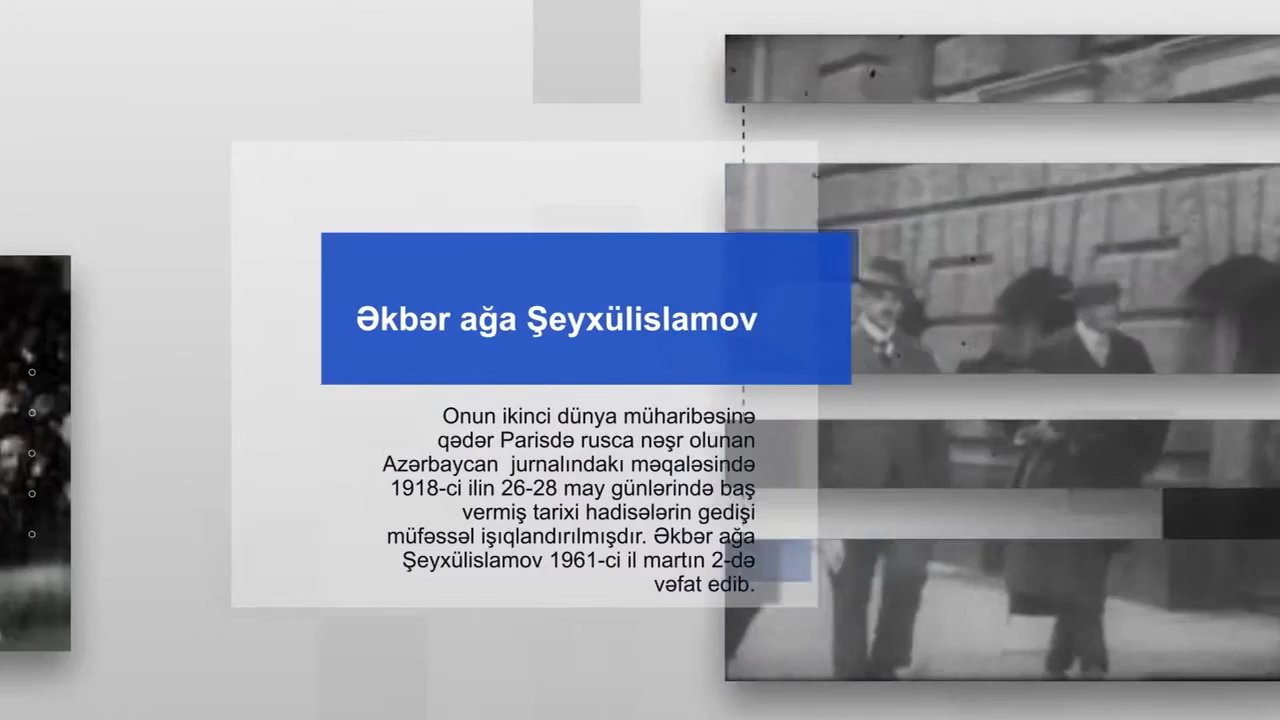 Əkbər ağa Şeyxülislamov
Onun ikinci dünya müharibəsinə
qədər Parisdə rusca nəşr olunan
Azərbaycan  jurnalındakı məqaləsində
1918-ci ilin 26-28 may günlərində baş
vermiş tarixi hadisələrin gedişi
müfəssəl işıqlandırılmışdır. Əkbər ağa
Şeyxülislamov 1961-ci il martın 2-də
vəfat edib.